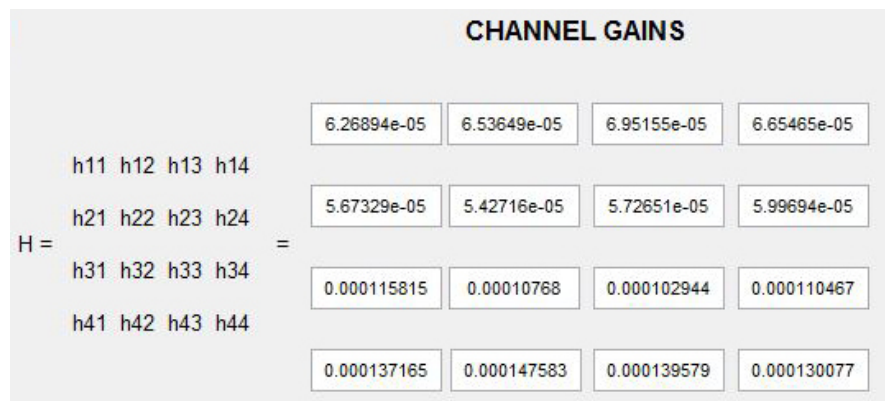 CHANNEL GAINS
6.26894e-05 6.53649e-05 6.95155e-05 6.65465e-05
h11 h12 h13 h14
5.67329e-05 5.42716e-05 5.72651e-05 5.99694e-05
h21 h22 h23 h24
H = =
h31 h32 h33 h34
0.000115815 0.00010768 0.000102944 0.000110467
h41 h42 h43 h44
0.000137165 0.000147583 0.000139579 0.000130077